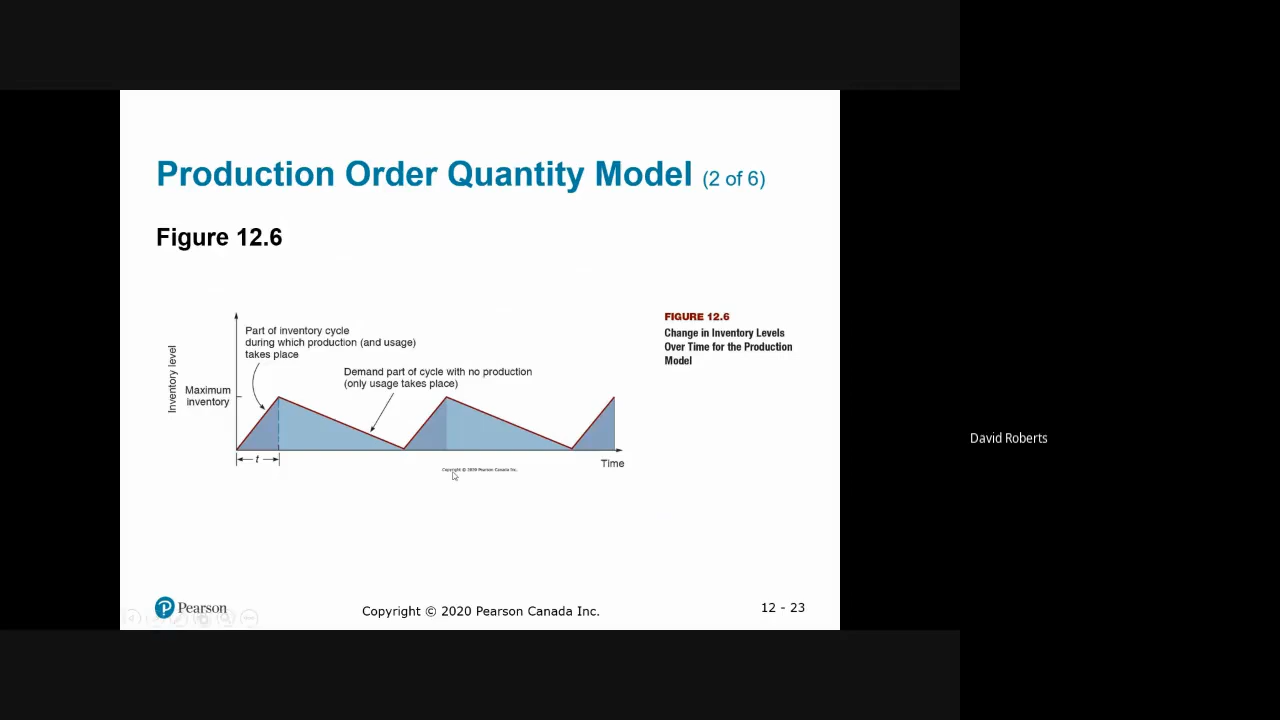 Production Order Quantity Model (2 of 6)
Figure 12.6
Part of inventory cycle
during which production (and usage)
takes place
Demand part of cycle with no production
(only usage takes place)
Inventory level
Maximum
inventory
t
Time
Copyright © 2020 Pearson Canada Inc.
FIGURE 12.6
Change in Inventory Levels
Over Time for the Production
Model
David Roberts
Pearson
Copyright © 2020 Pearson Canada Inc.
12 - 23